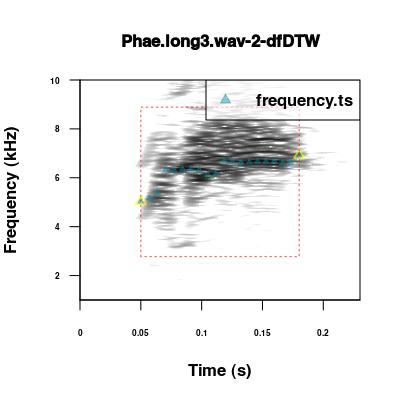 Phae.long3.wav-2-dfDTW
frequency.ts
Frequency (kHz)
10
8
6
4
2
0 0.05 0.1 0.15 0.2
Time (s)